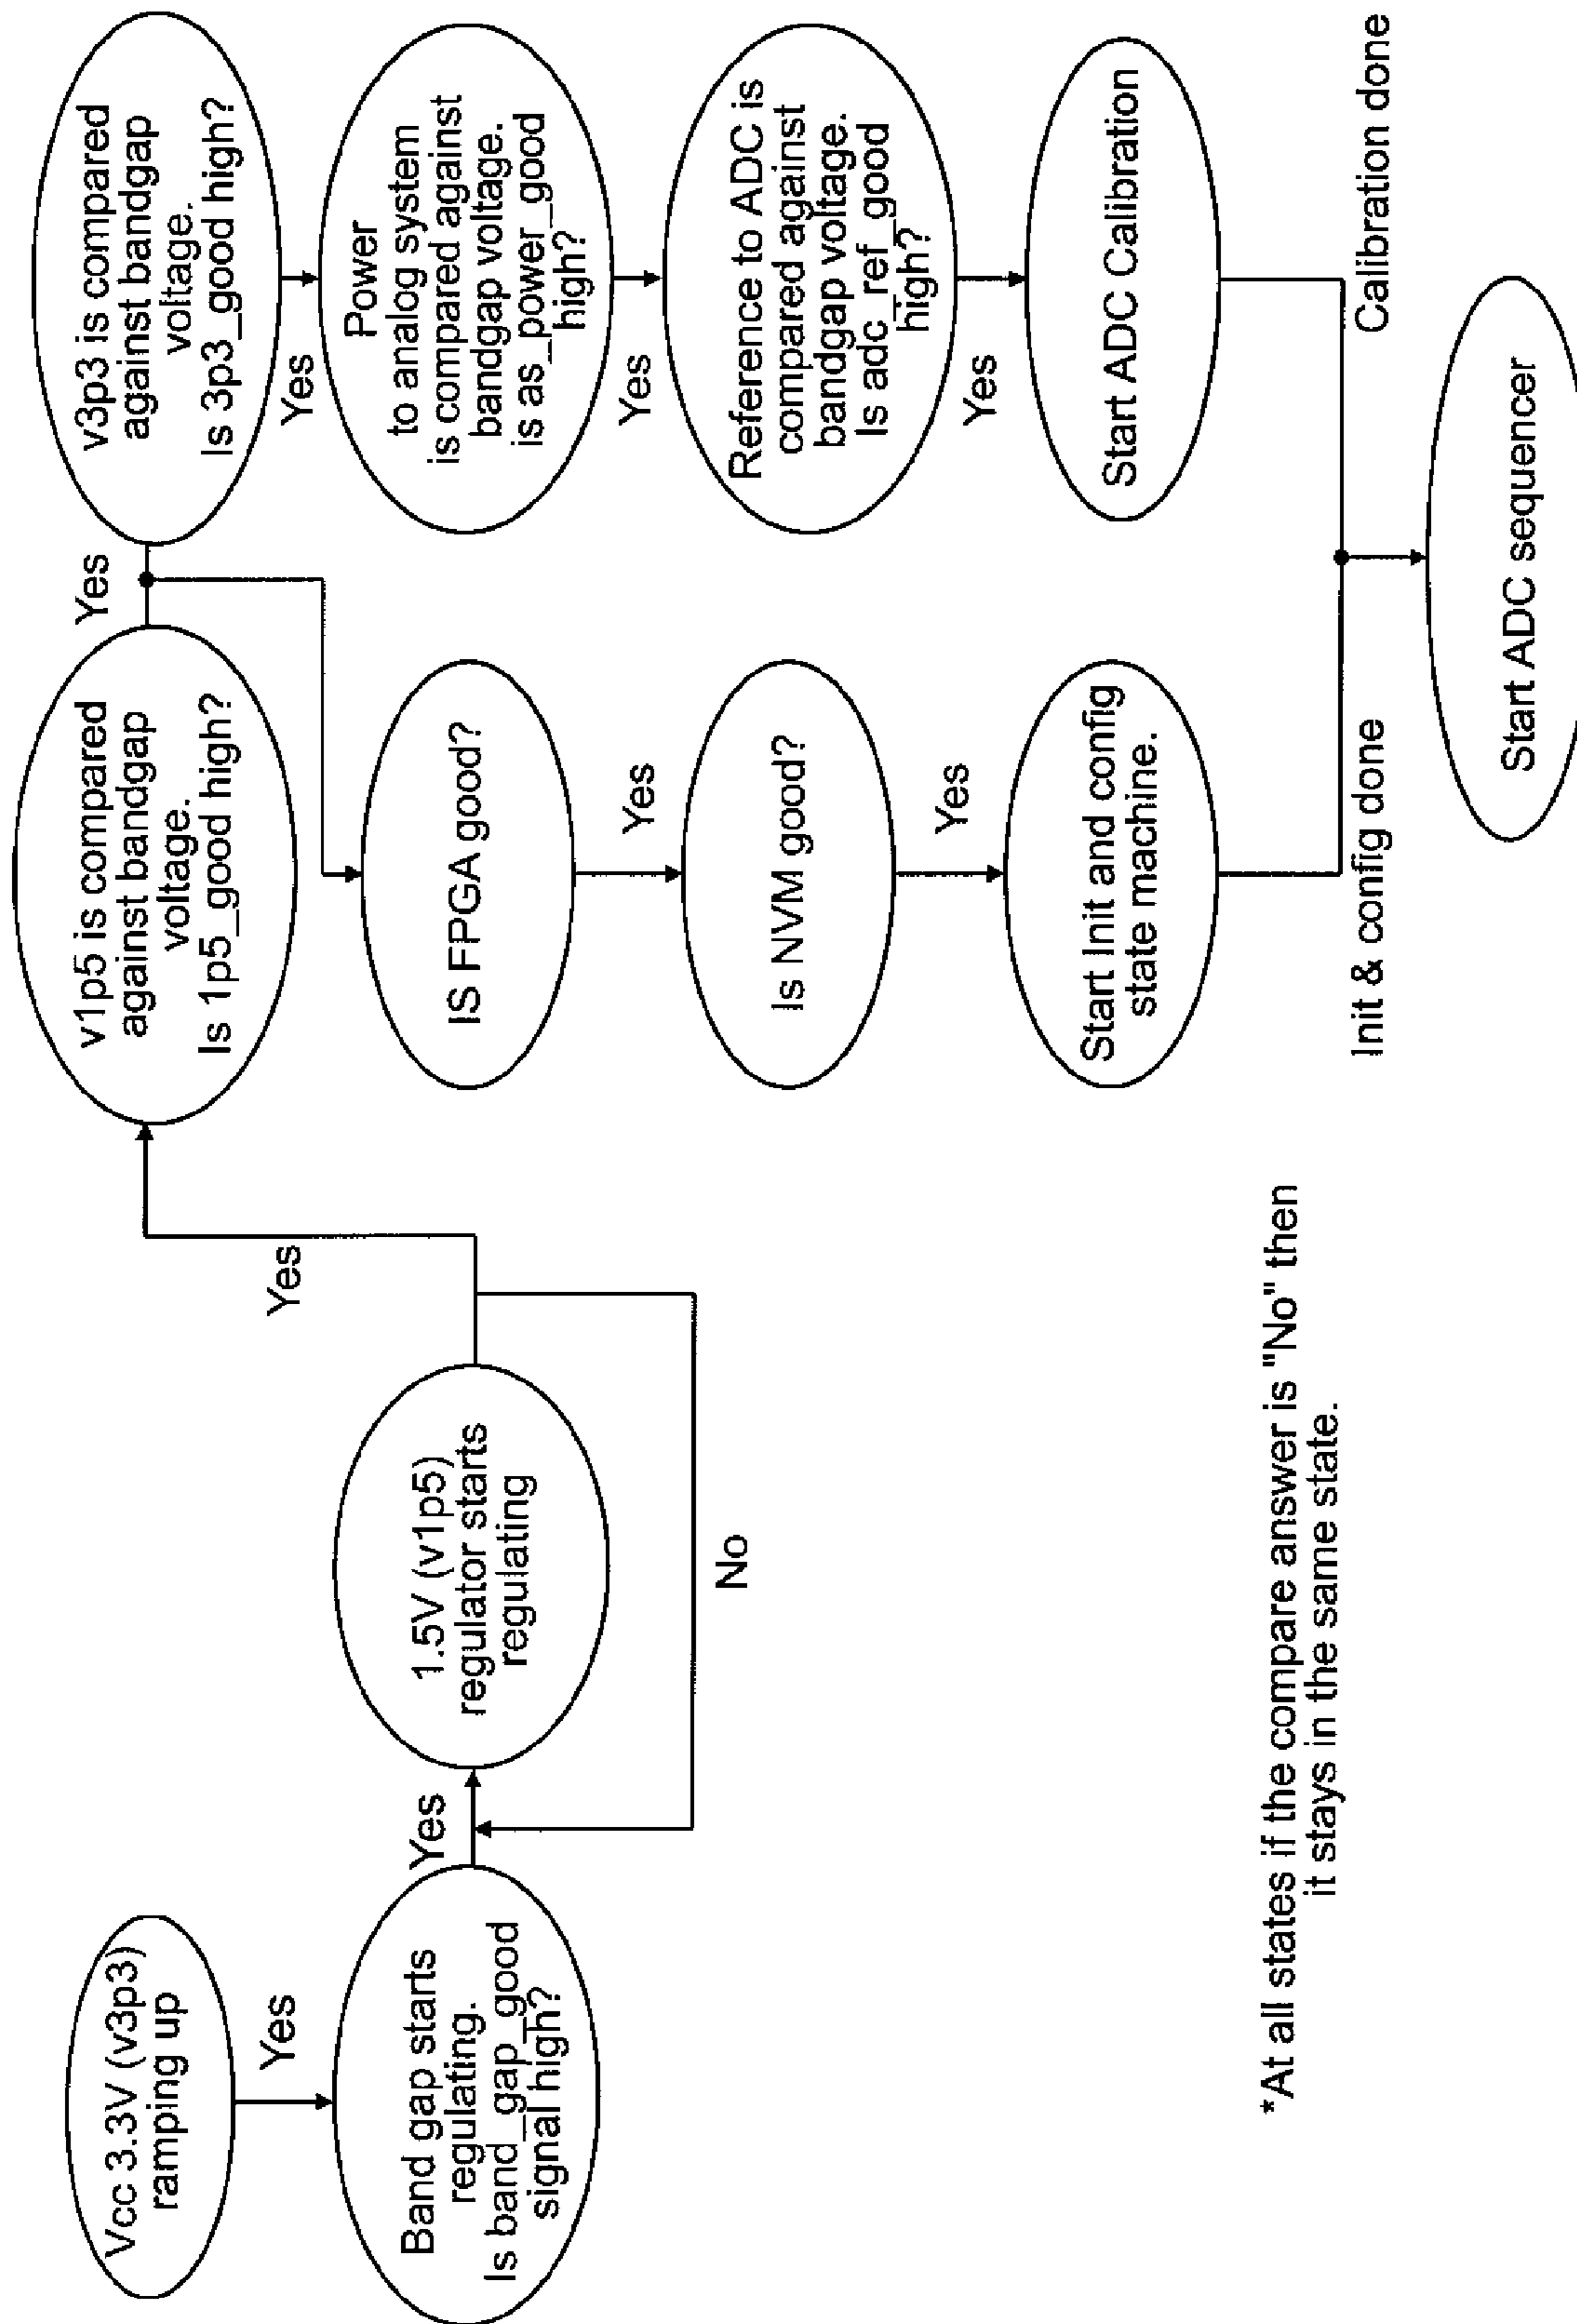 Vcc 3.3V (v3p3)
ramping up
Yes
Band gap starts
regulating.
Is band_gap_good
signal high?
Yes
1.5V (v1p5)
regulator starts
regulating
No
Yes
v1p5 is compared
against bandgap
voltage.
Is 1p5_good high?
Yes
IS FPGA good?
Yes
Is NVM good?
Yes
Start Init and config
state machine.
Init & config done
v3p3 is compared
against bandgap
voltage.
Is 3p3_good high?
Yes
Power
to analog system
is compared against
bandgap voltage.
is as_power_good
high?
Yes
Reference to ADC is
compared against
bandgap voltage.
Is adc_ref_good
high?
Yes
Start ADC Calibration
Calibration done
Start ADC sequencer
*At all states if the compare answer is "No" then
it stays in the same state.